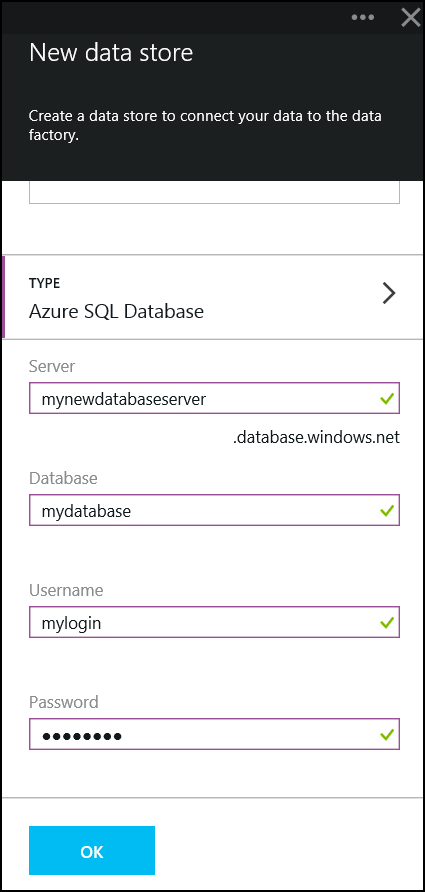 New data store
Create a data store to connect your data to the data
factory.
TYPE
Azure SQL Database
Server
mynewdatabaseserver
.database.windows.net
Database
mydatabase
Username
mylogin
Password
●●●●●●●●
OK